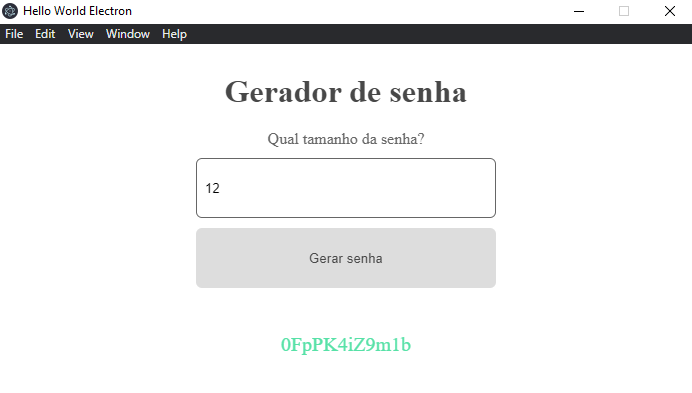 Hello World Electron
File Edit View Window Help
Gerador de senha
Qual tamanho da senha?
12
Gerar senha
0FpPK4iZ9m1b